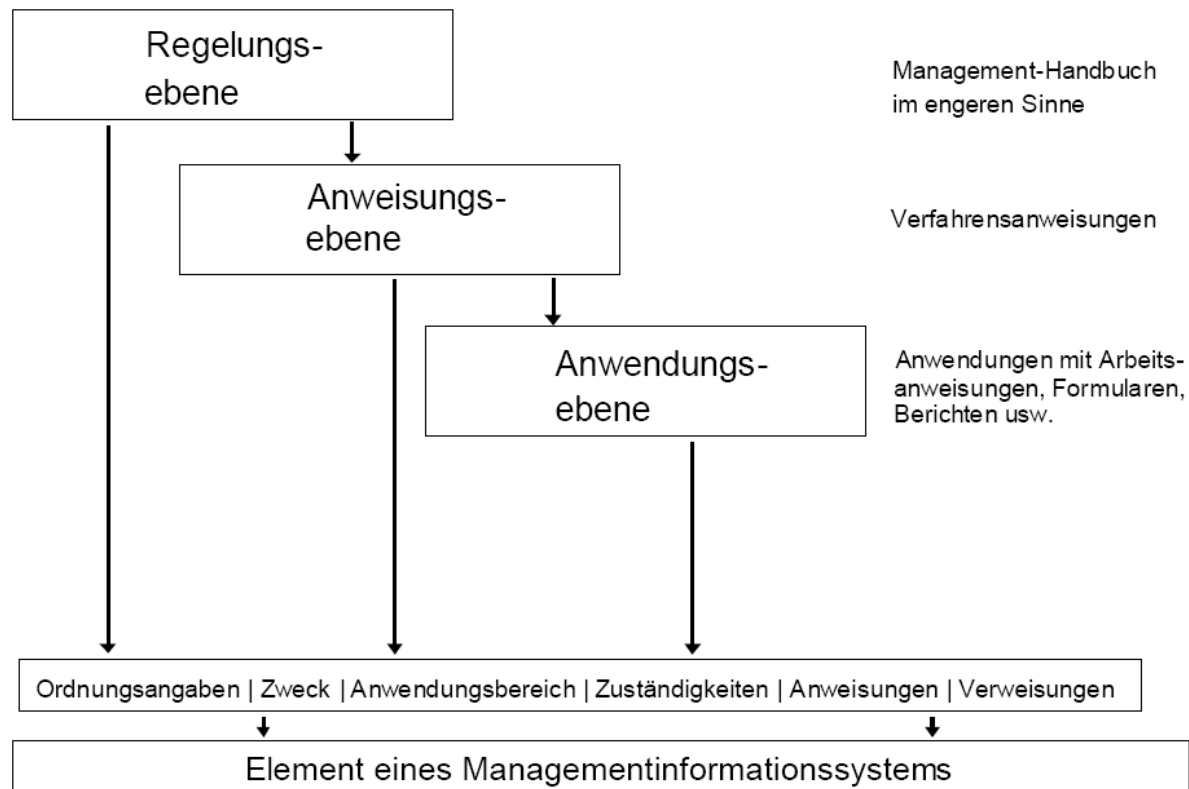 Regelungs-
ebene
Management-Handbuch
im engeren Sinne
Anweisungs-
ebene
Verfahrensanweisungen
Anwendungs-
ebene
Anwendungen mit Arbeits-
anweisungen, Formularen,
Berichten usw.
Ordnungsangaben | Zweck | Anwendungsbereich | Zuständigkeiten | Anweisungen | Verweisungen
Element eines Managementinformationssystems